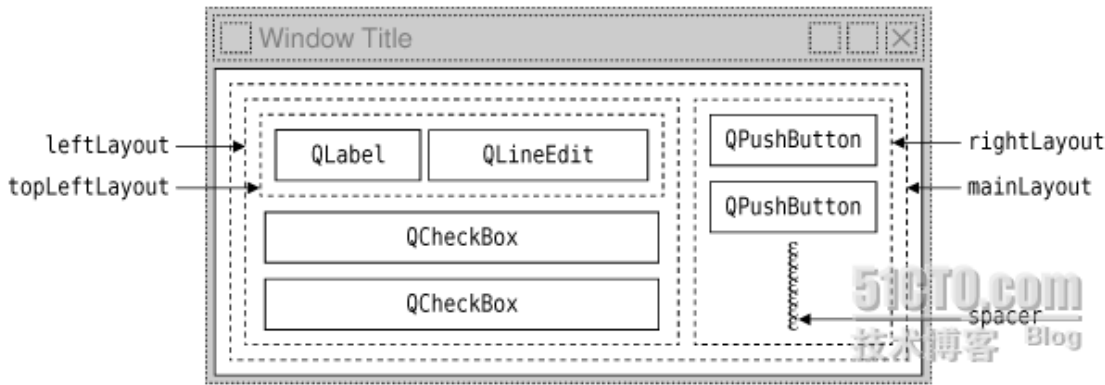 Window Title
leftLayout
topLeftLayout
QLabel
QLineEdit
QCheckBox
QCheckBox
QPushButton
QPushButton
rightLayout
mainLayout
spacer
51CTO.com
技术博客 Blog